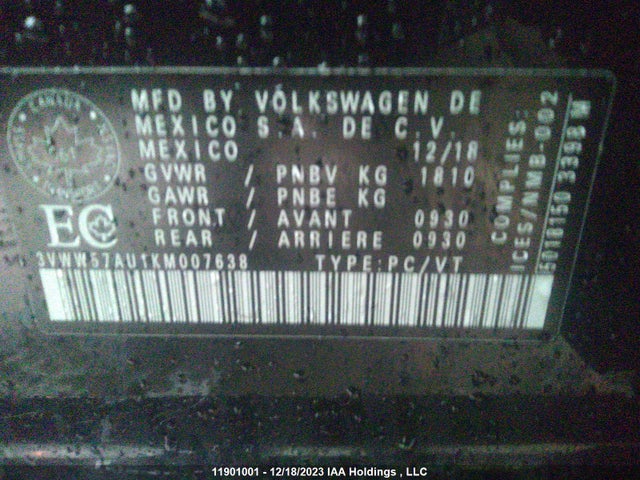 MFD BY VOLKSWAGEN DE
MEXICO S.A. DE C.V.
MEXICO 12/18
GVWR / PNBV KG 1810
GAWR / PNBE KG
FRONT / AVANT 0930
REAR / ARRIERE 0930
3VWW57AU1KM007638 TYPE:PC/VT
CANADA
EC
COMPLIES:
ICES/NMB-002
11901001 - 12/18/2023 IAA Holdings , LLC